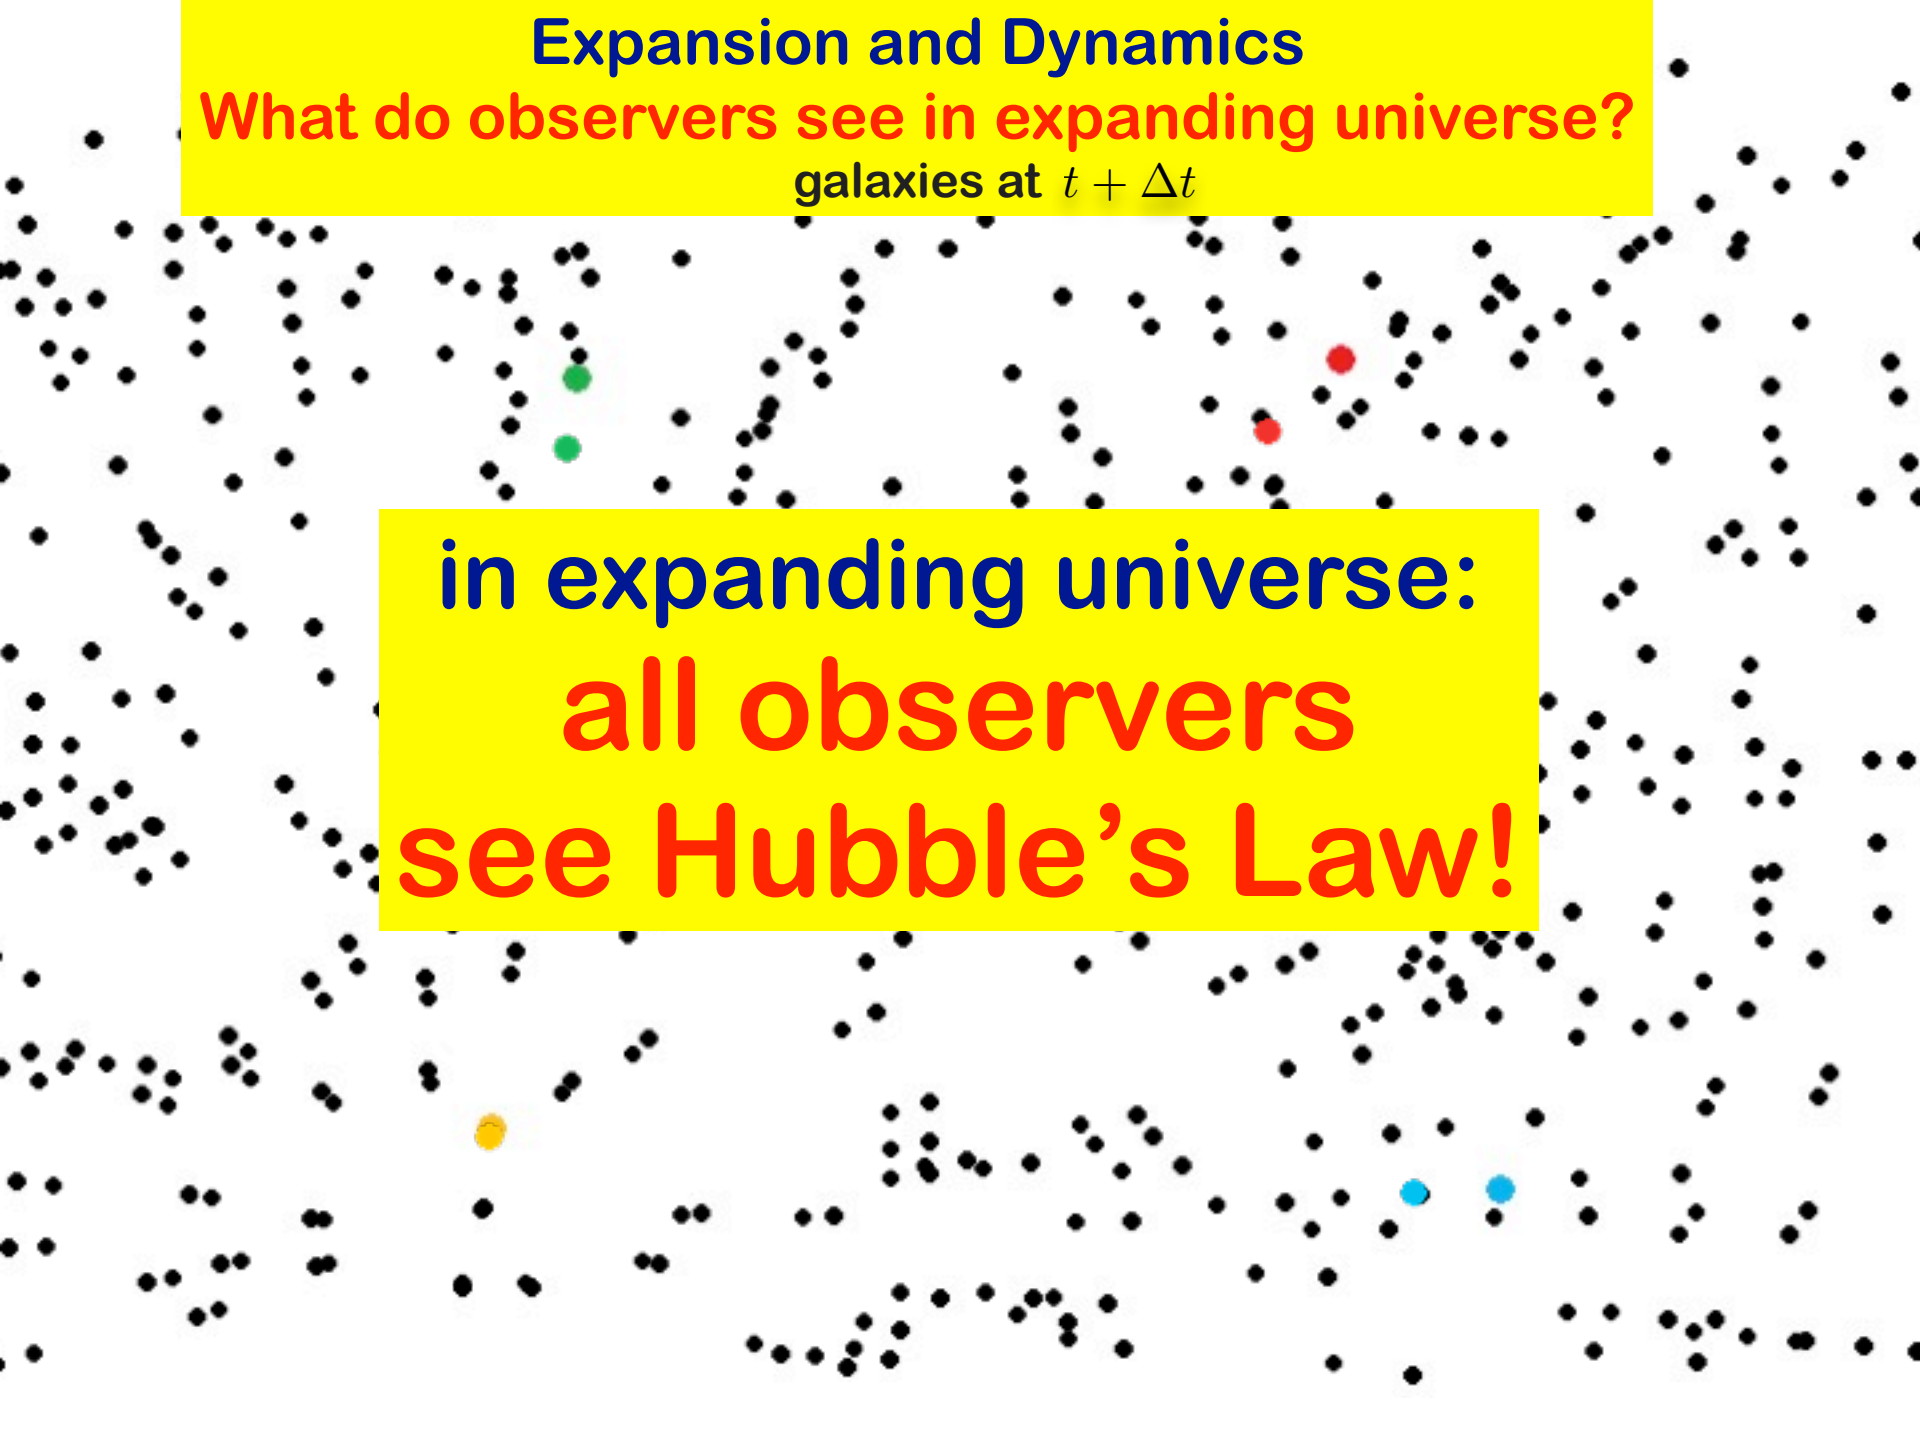 Expansion and Dynamics
What do observers see in expanding universe?
galaxies at t + Δt
in expanding universe:
all observers
see Hubble’s Law!